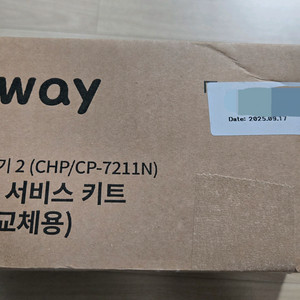 way
Date: 2025.09.17
기 2 (CHP/CP-7211N)
서비스 키트
교체용)